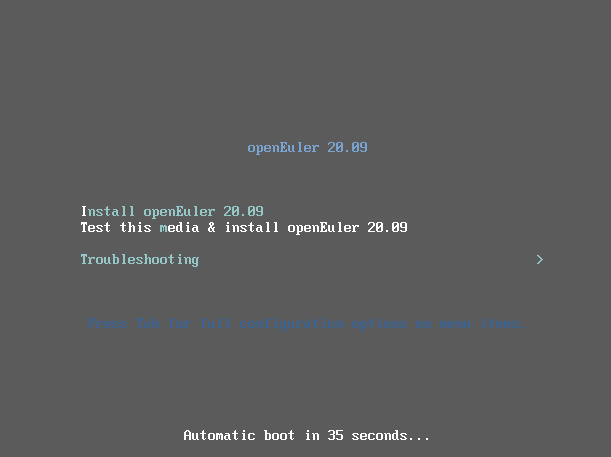 openEuler 20.09
Install openEuler 20.09
Test this media & install openEuler 20.09
Troubleshooting >
Press Tab for full configuration options on menu items.
Automatic boot in 35 seconds...